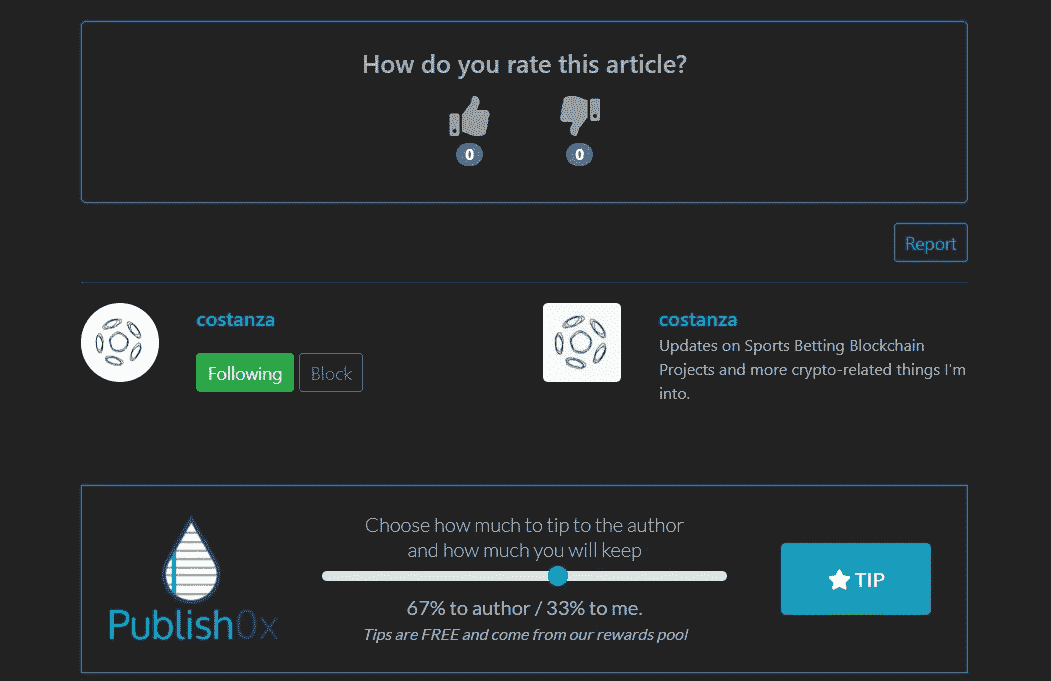 How do you rate this article?
0
0
Report
costanza
Following
Block
costanza
Updates on Sports Betting Blockchain
Projects and more crypto-related things I'm
into.
Publish0x
Choose how much to tip to the author
and how much you will keep
67% to author / 33% to me.
Tips are FREE and come from our rewards pool
TIP